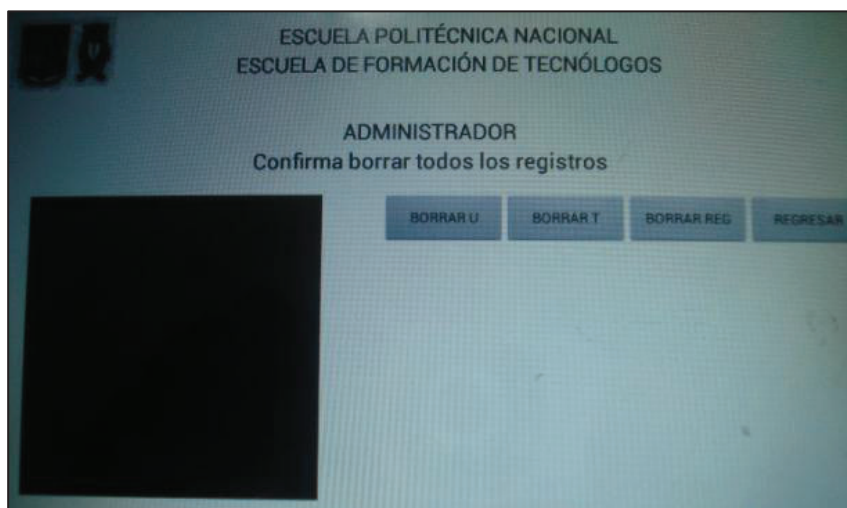 ESCUELA POLITÉCNICA NACIONAL
ESCUELA DE FORMACIÓN DE TECNÓLOGOS
ADMINISTRADOR
Confirma borrar todos los registros
BORRAR U BORRAR T BORRAR REG REGRESAR